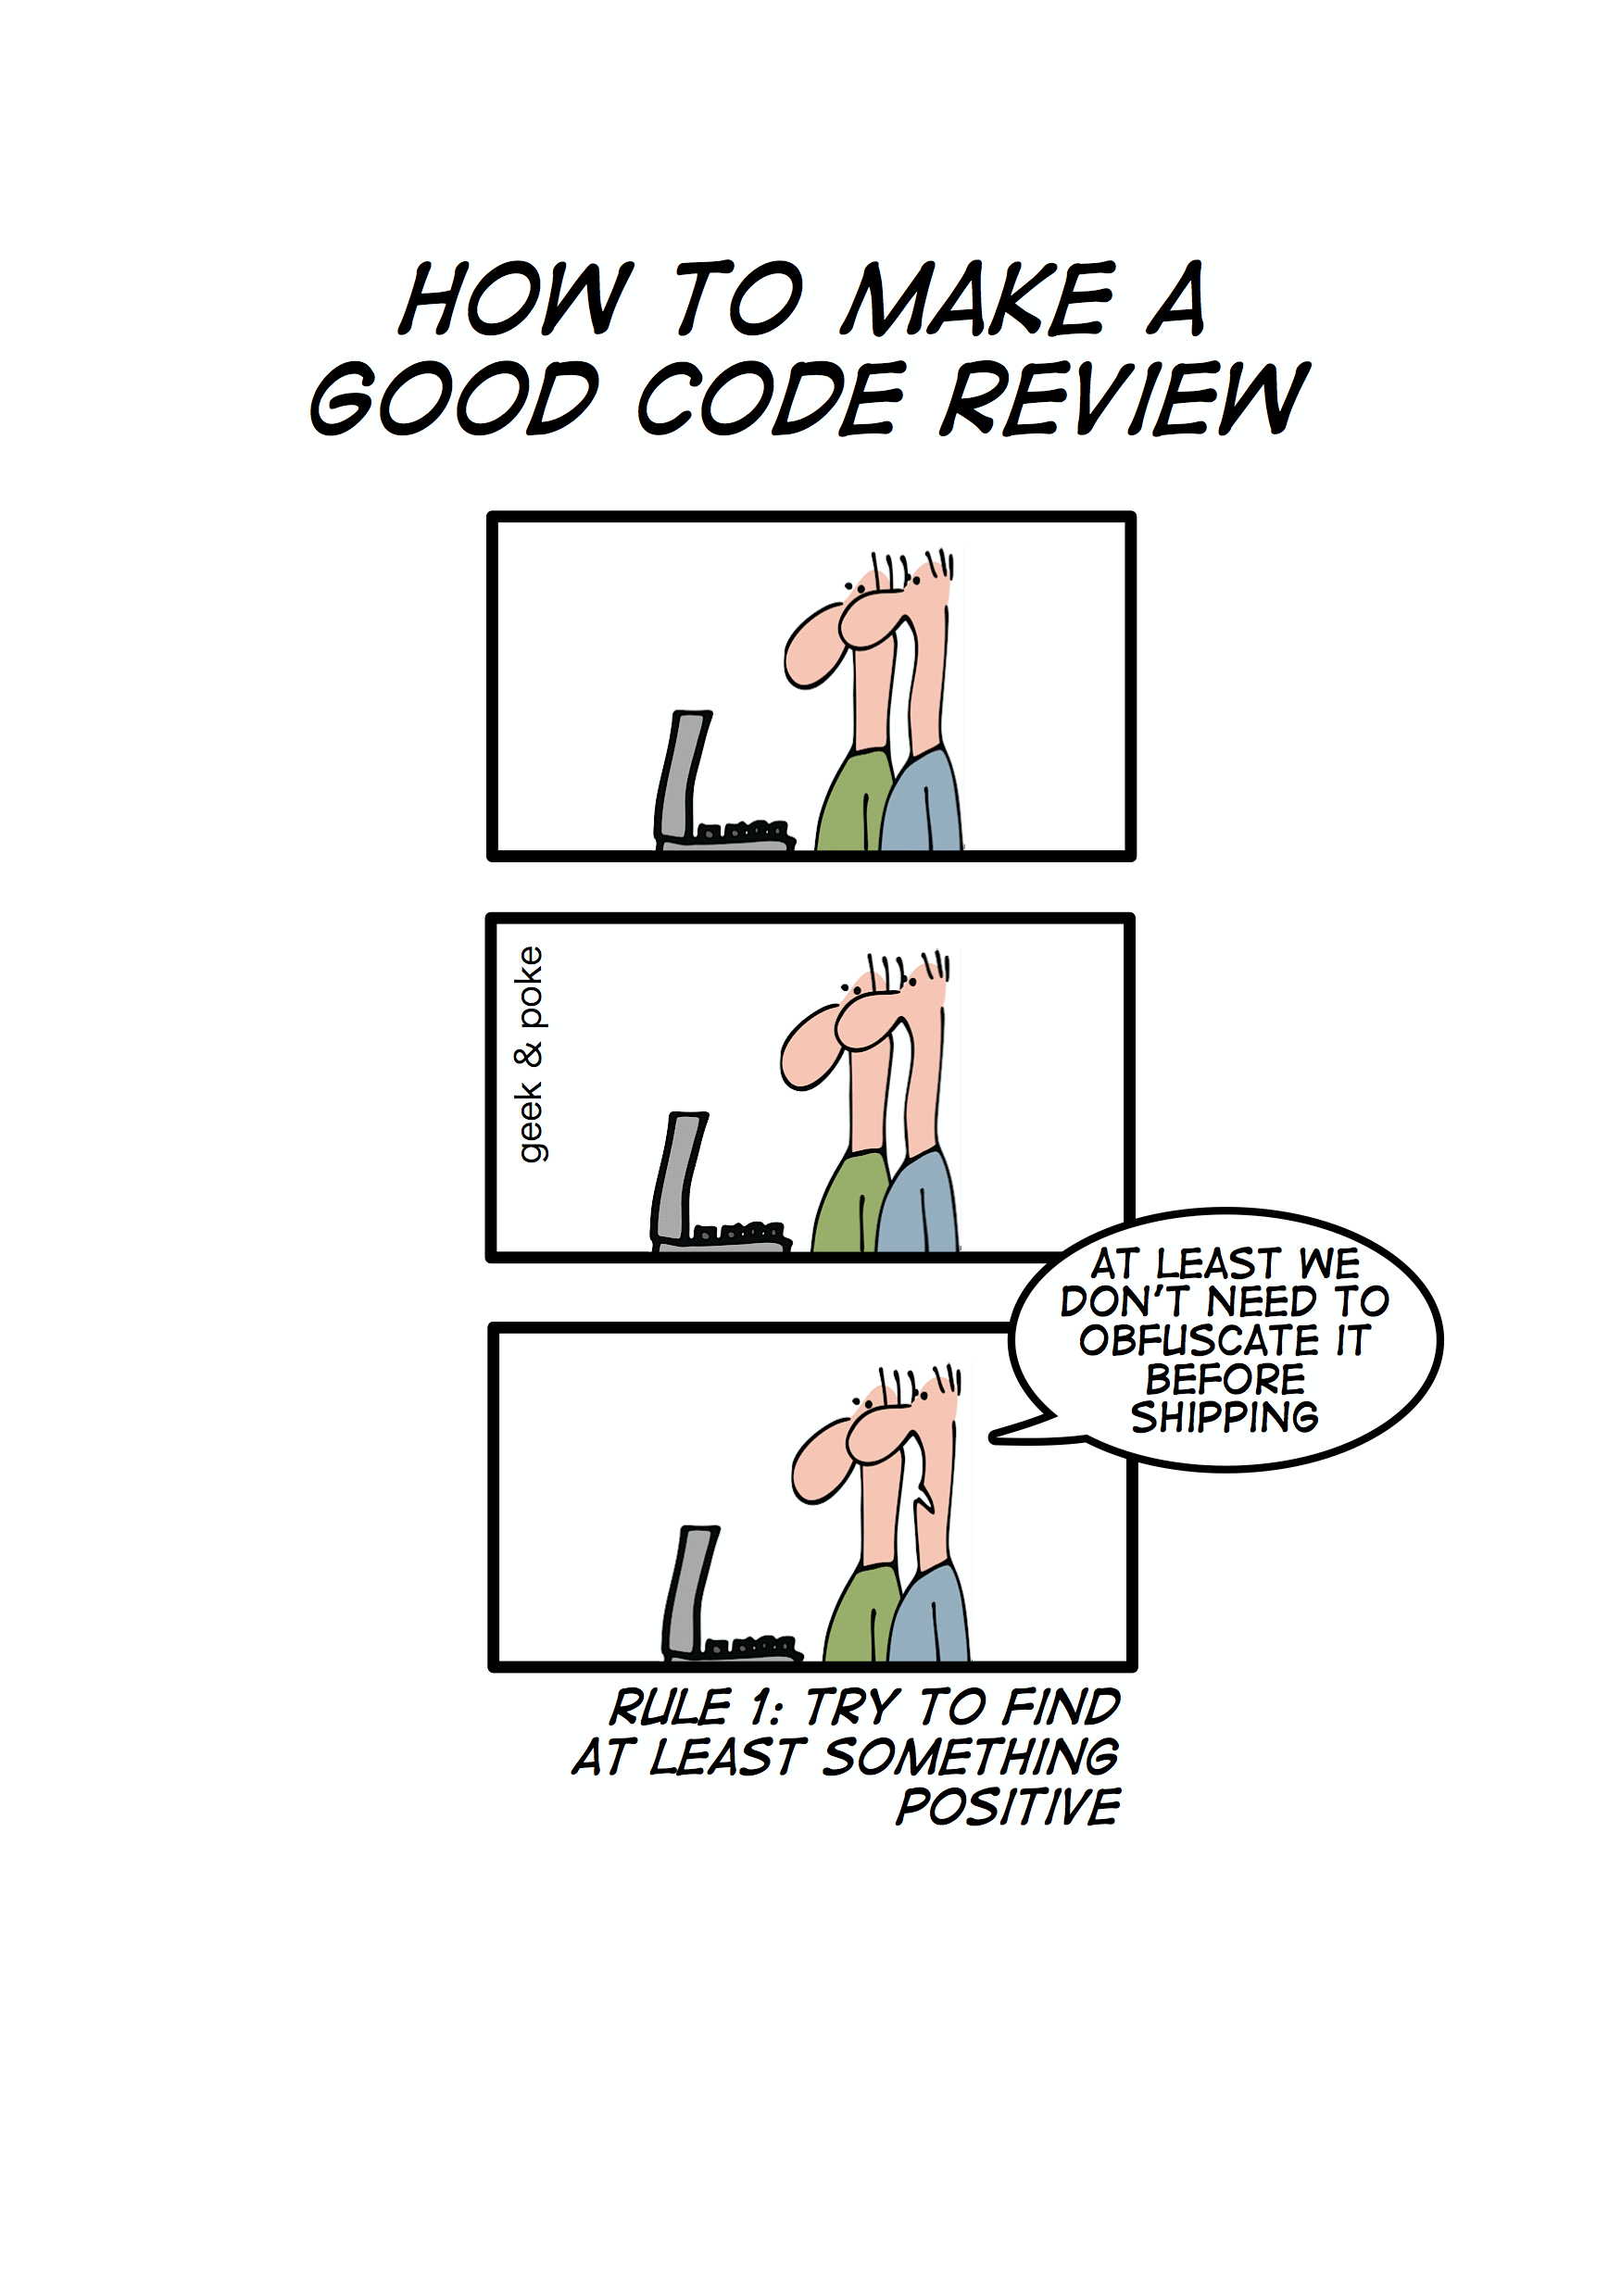 HOW TO MAKE A
GOOD CODE REVIEW
geek & poke
AT LEAST WE
DON'T NEED TO
OBFUSCATE IT
BEFORE
SHIPPING
RULE 1: TRY TO FIND
AT LEAST SOMETHING
POSITIVE